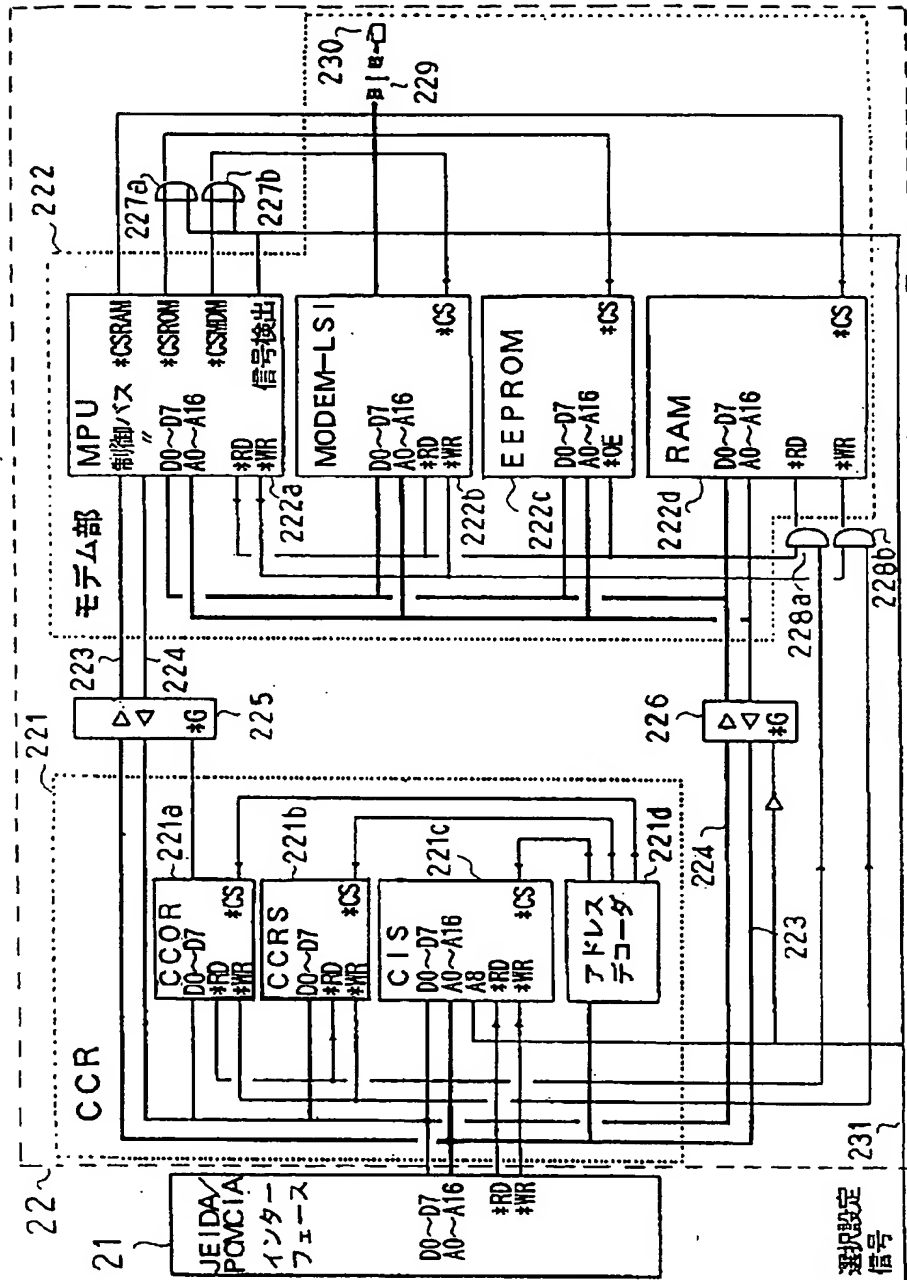 22
221
222
CCR
モデム部
21
JEIDA/
PCMCIA
インター
フェース
D0~D7
A0~A16
*RD
*WR
選択設定
信号
231
CCOR
D0~D7
*RD
*WR
*CS
221a
CCRS
D0~D7
*RD
*WR
*CS
221b
CIS
D0~D7
A0~A16
A8
*RD
*WR
*CS
221c
アドレス
デコーダ
221d
223
224
*G
225
224
223
226
*G
MPU
制御バス
〃
D0~D7
A0~A16
*RD
*WR
*CSRAM
*CSROM
*CSMDM
信号検出
222a
MODEM-LSI
D0~D7
A0~A16
*RD
*WR
*CS
222b
EEPROM
D0~D7
A0~A16
*OE
*CS
222c
RAM
D0~D7
A0~A16
*RD
*WR
*CS
222d
227a
227b
228a
228b
229
230